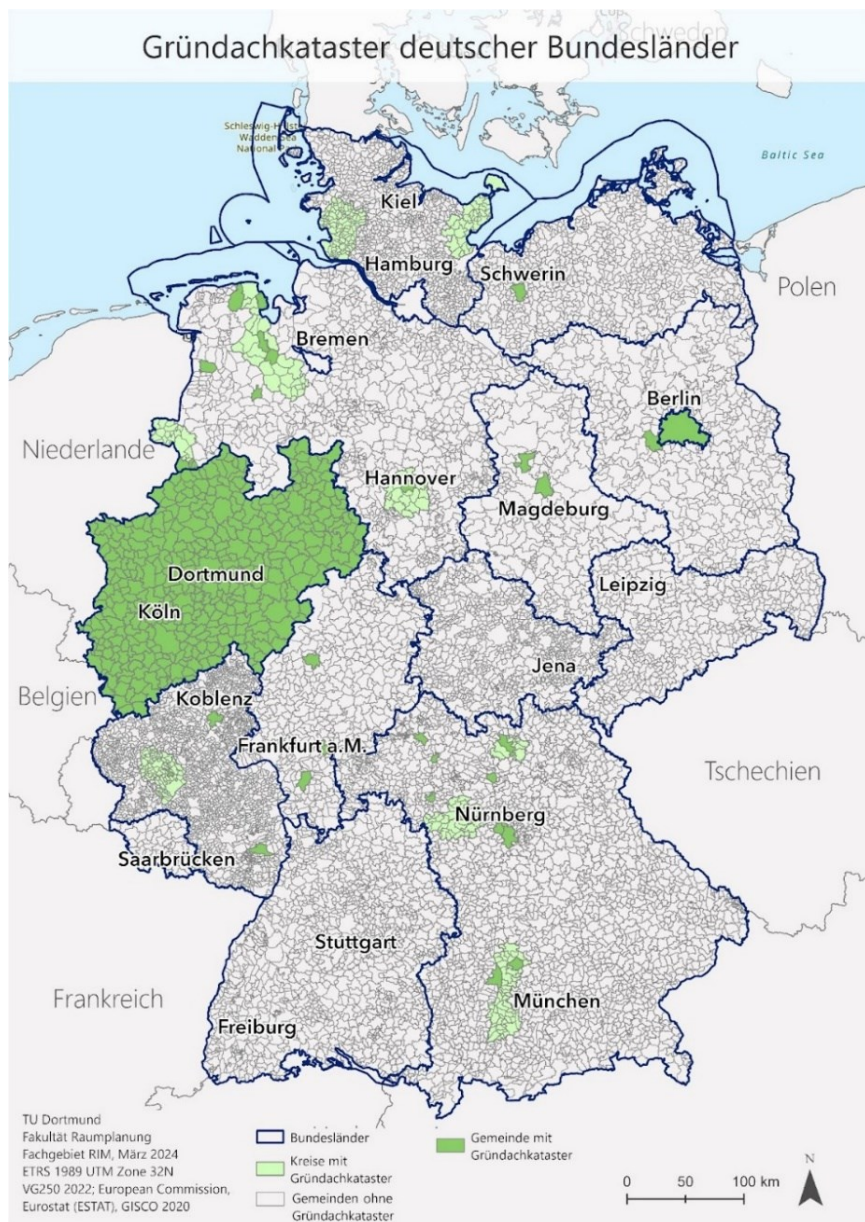 Gründachkataster deutscher Bundesländer
Schweden
National
Baltic Sea
Kiel
Hamburg
Schwerin
Polen
Bremen
Berlin
Niederlande
Hannover
Magdeburg
Dortmund
Leipzig
Köln
Jena
Belgien
Koblenz
Frankfurt a.M.
Tschechien
Nürnberg
Saarbrücken
Stuttgart
Frankreich
München
Freiburg
TU Dortmund
Fakultät Raumplanung
Fachgebiet RIM, März 2024
ETRS 1989 UTM Zone 32N
VG250 2022; European Commission,
Eurostat (ESTAT), GISCO 2020
Bundesländer
Kreise mit
Gründachkataster
Gemeinden ohne
Gründachkataster
Gemeinde mit
Gründachkataster
0 50 100 km
N